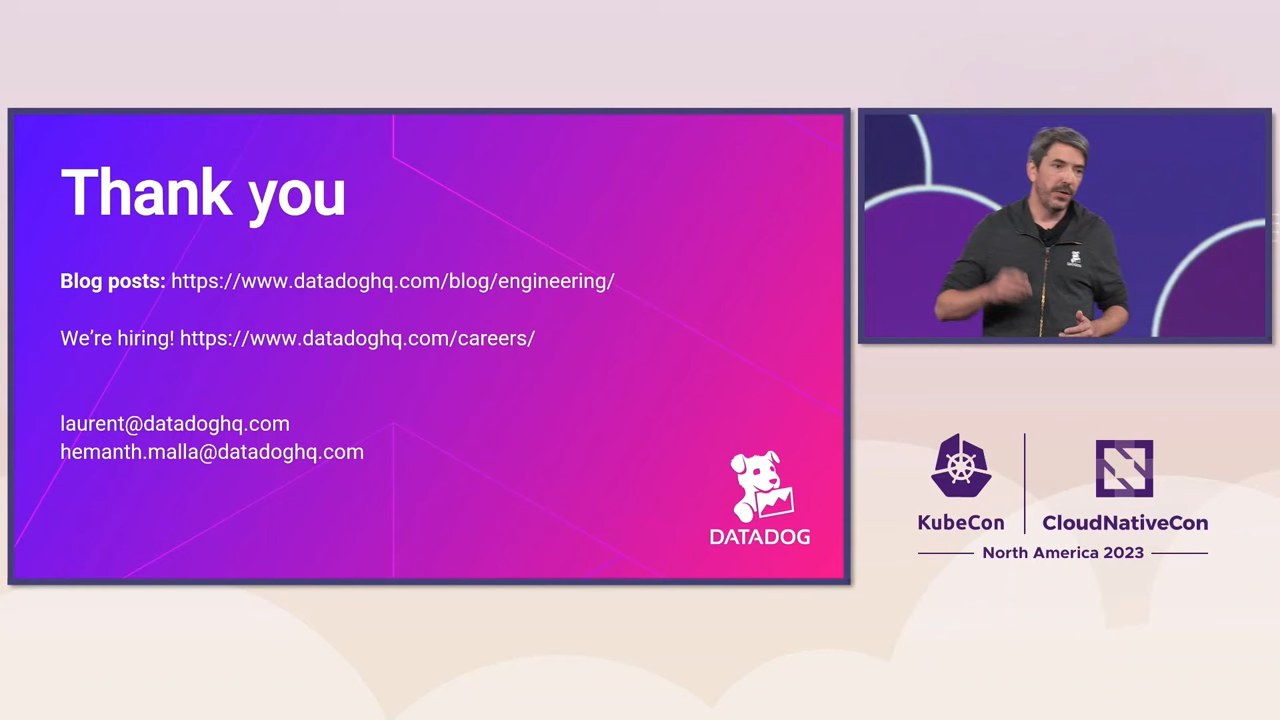 Thank you
Blog posts: https://www.datadoghq.com/blog/engineering/
We’re hiring! https://www.datadoghq.com/careers/
laurent@datadoghq.com
hemanth.malla@datadoghq.com
DATADOG
DATADOG
KubeCon
CloudNativeCon
North America 2023